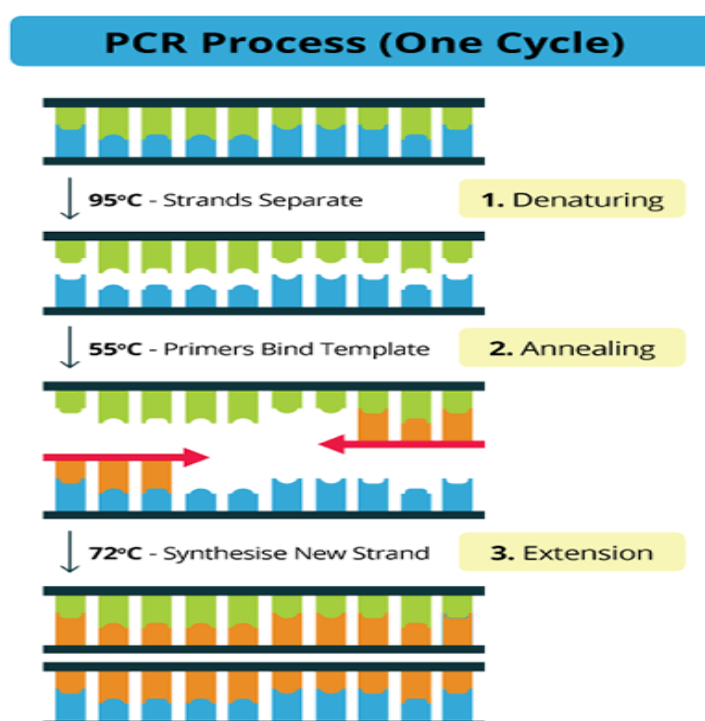 PCR Process (One Cycle)
95°C - Strands Separate
1. Denaturing
55°C - Primers Bind Template
2. Annealing
72°C - Synthesise New Strand
3. Extension